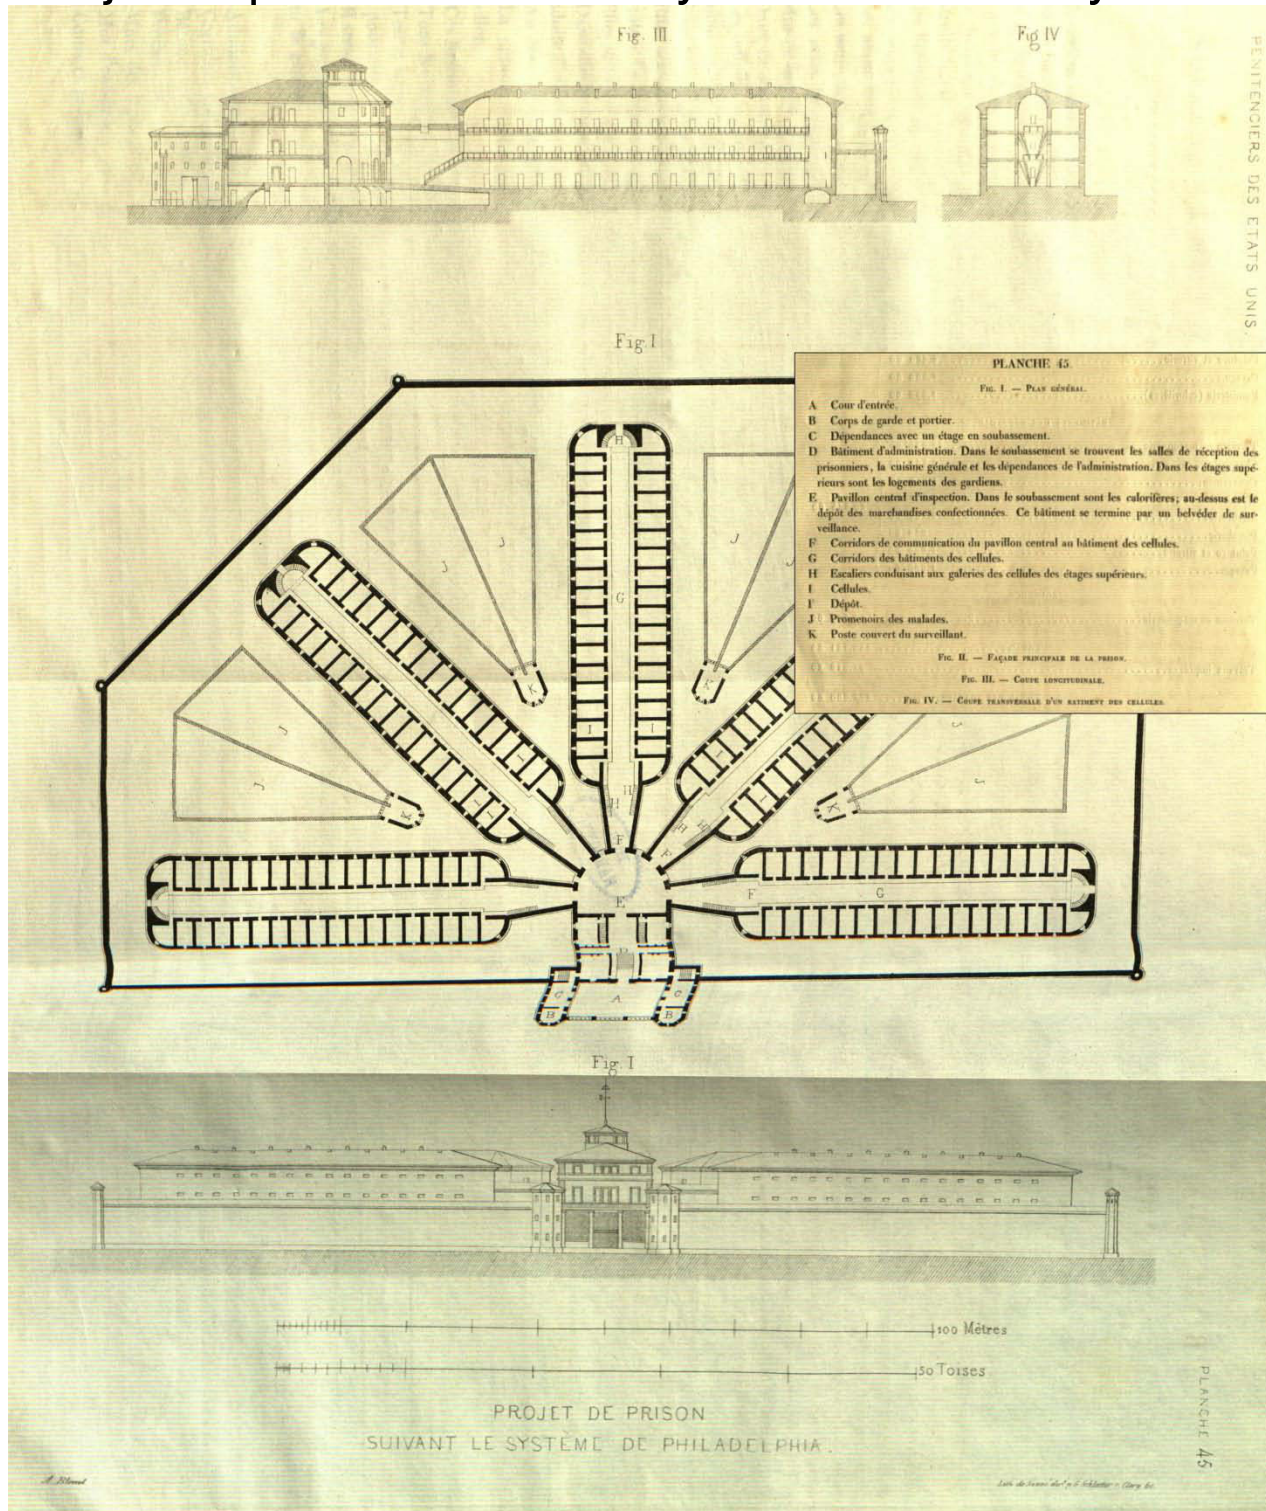 Fig. III
Fig IV
PENITENCIERS DES ETATS UNIS.
Fig. I
PLANCHE 45.
Fig. I. — Plan général.
A Cour d'entrée.
B Corps de garde et portier.
C Dépendances avec un étage en soubassement.
D Bâtiment d'administration. Dans le soubassement se trouvent les salles de réception des
prisonniers, la cuisine générale et les dépendances de l'administration. Dans les étages supé-
rieurs sont les logements des gardiens.
E Pavillon central d'inspection. Dans le soubassement sont les calorifères; au-dessus est le
dépôt des marchandises confectionnées. Ce bâtiment se termine par un belvéder de sur-
veillance.
F Corridors de communication du pavillon central au bâtiment des cellules.
G Corridors des bâtiments des cellules.
H Escaliers conduisant aux galeries des cellules des étages supérieurs.
I Cellules.
I' Dépôt.
J Promenoirs des malades.
K Poste couvert du surveillant.
Fig. II. — Façade principale de la prison.
Fig. III. — Coupe longitudinale.
Fig. IV. — Coupe transversale d'un batiment des cellules.
H
J
J
J
G
K
K
I
I
J
J
J
J
K
K
H
H
H
H
F
F
F
G
E
D
C
A
C
B
B
Fig. I
100 Mètres
50 Toises
PROJET DE PRISON
SUIVANT LE SYSTÈME DE PHILADELPHIA.
PLANCHE 45